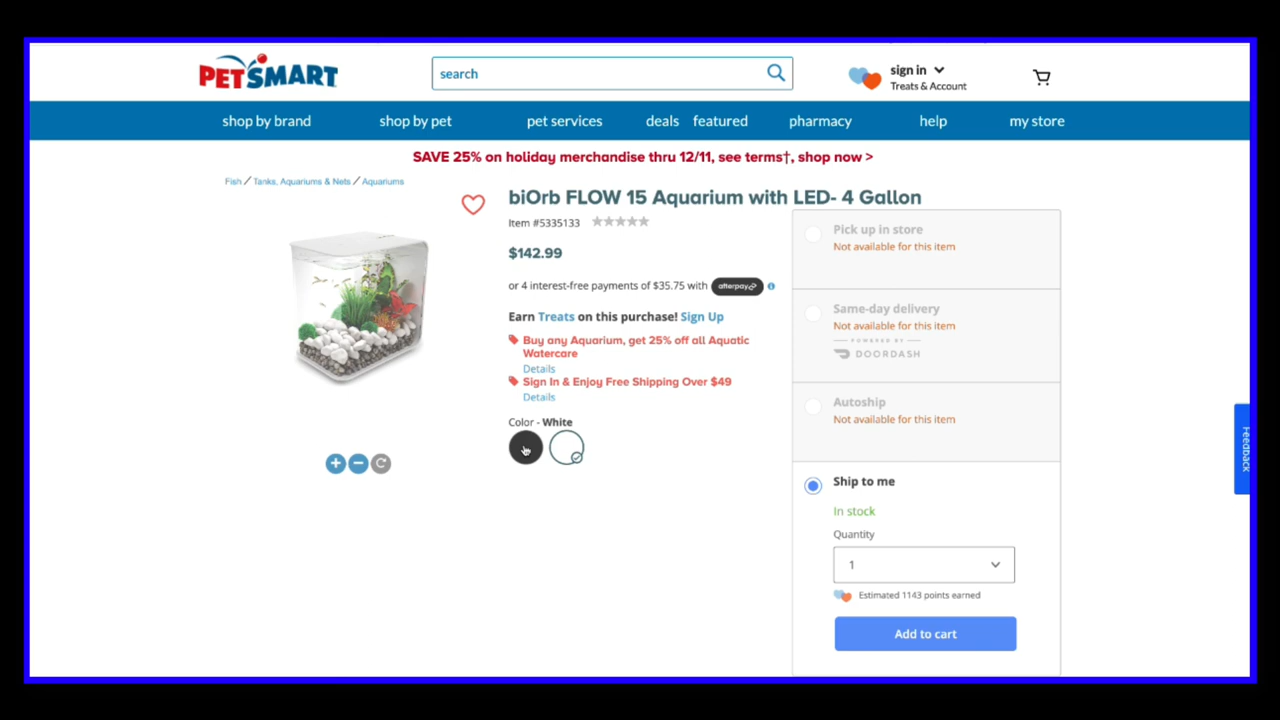 PETSMART
search
sign in
Treats & Account
shop by brand
shop by pet
pet services
deals
featured
pharmacy
help
my store
SAVE 25% on holiday merchandise thru 12/11, see terms†, shop now >
Fish / Tanks, Aquariums & Nets / Aquariums
biOrb FLOW 15 Aquarium with LED- 4 Gallon
Item #5335133
$142.99
or 4 interest-free payments of $35.75 with afterpay
Earn Treats on this purchase! Sign Up
Buy any Aquarium, get 25% off all Aquatic
Watercare
Details
Sign In & Enjoy Free Shipping Over $49
Details
Color - White
Pick up in store
Not available for this item
Same-day delivery
Not available for this item
POWERED BY
DOORDASH
Autoship
Not available for this item
Ship to me
In stock
Quantity
1
Estimated 1143 points earned
Add to cart
Feedback